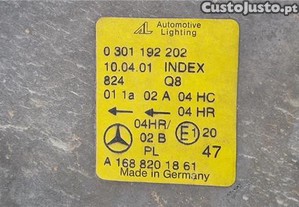 CustoJusto.pt
Automotive
Lighting
0 301 192 202
10.04.01 INDEX
824 Q8
01 1a 02 A 04 HC
04 HR
04HR/ E1 20
02 B
PL 47
A 168 820 18 61
Made in Germany